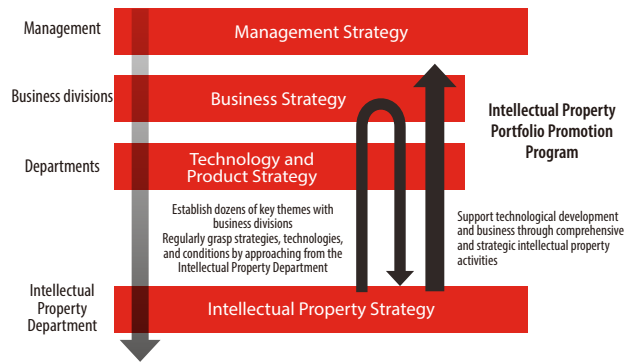 Management
Management Strategy
Business divisions
Business Strategy
Intellectual Property
Portfolio Promotion
Program
Departments
Technology and
Product Strategy
Establish dozens of key themes with
business divisions
Regularly grasp strategies, technologies,
and conditions by approaching from the
Intellectual Property Department
Support technological development
and business through comprehensive
and strategic intellectual property
activities
Intellectual
Property
Department
Intellectual Property Strategy